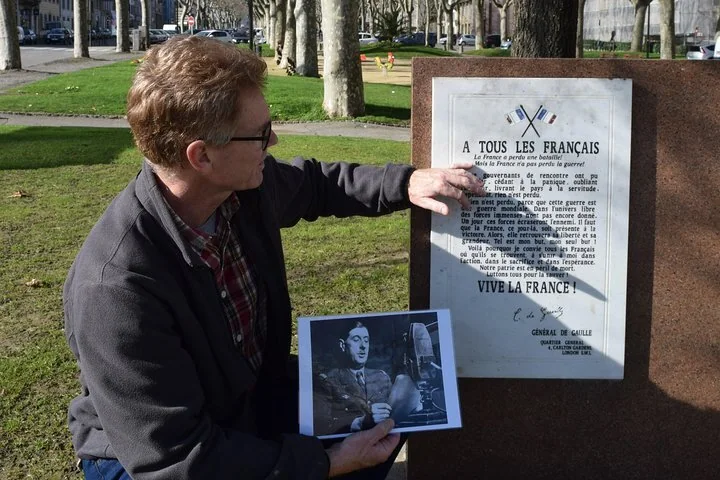 A TOUS LES FRANÇAIS
La France a perdu une bataille!
Mais la France n'a pas perdu la guerre!
gouvernants de rencontre ont pu
cédant à la panique, oubliant
livrant le pays à la servitude.
rien n'est perdu.
n'est perdu, parce que cette guerre est
guerre mondiale. Dans l'univers libre
des forces immenses n'ont pas encore donné.
Un jour ces forces écraseront l'ennemi. Il faut
que la France, ce jour-là, soit présente à la
victoire. Alors, elle retrouvera sa liberté et sa
grandeur. Tel est mon but, mon seul but !
Voilà pourquoi je convie tous les Français
où qu'ils se trouvent, à s'unir à moi dans
l'action, dans le sacrifice et dans l'espérance.
Notre patrie est en péril de mort.
Luttons tous pour la sauver !
VIVE LA FRANCE !
GÉNÉRAL DE GAULLE
QUARTIER GÉNÉRAL
4, CARLTON GARDENS
LONDON S.W.1.